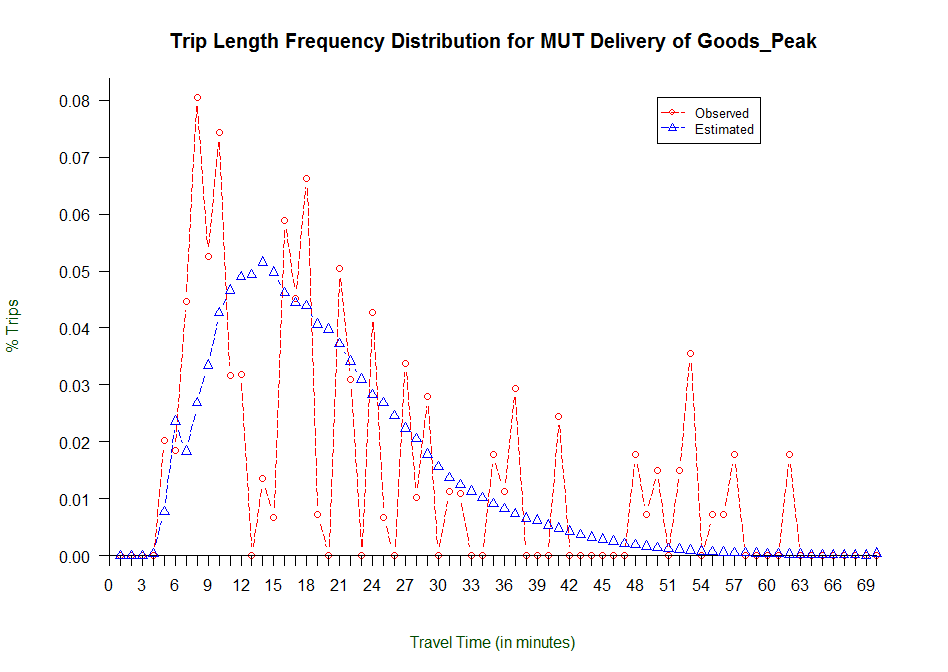 Trip Length Frequency Distribution for MUT Delivery of Goods_Peak
Observed
Estimated
0.08
0.07
0.06
0.05
0.04
0.03
0.02
0.01
0.00
% Trips
0 3 6 9 12 15 18 21 24 27 30 33 36 39 42 45 48 51 54 57 60 63 66 69
Travel Time (in minutes)